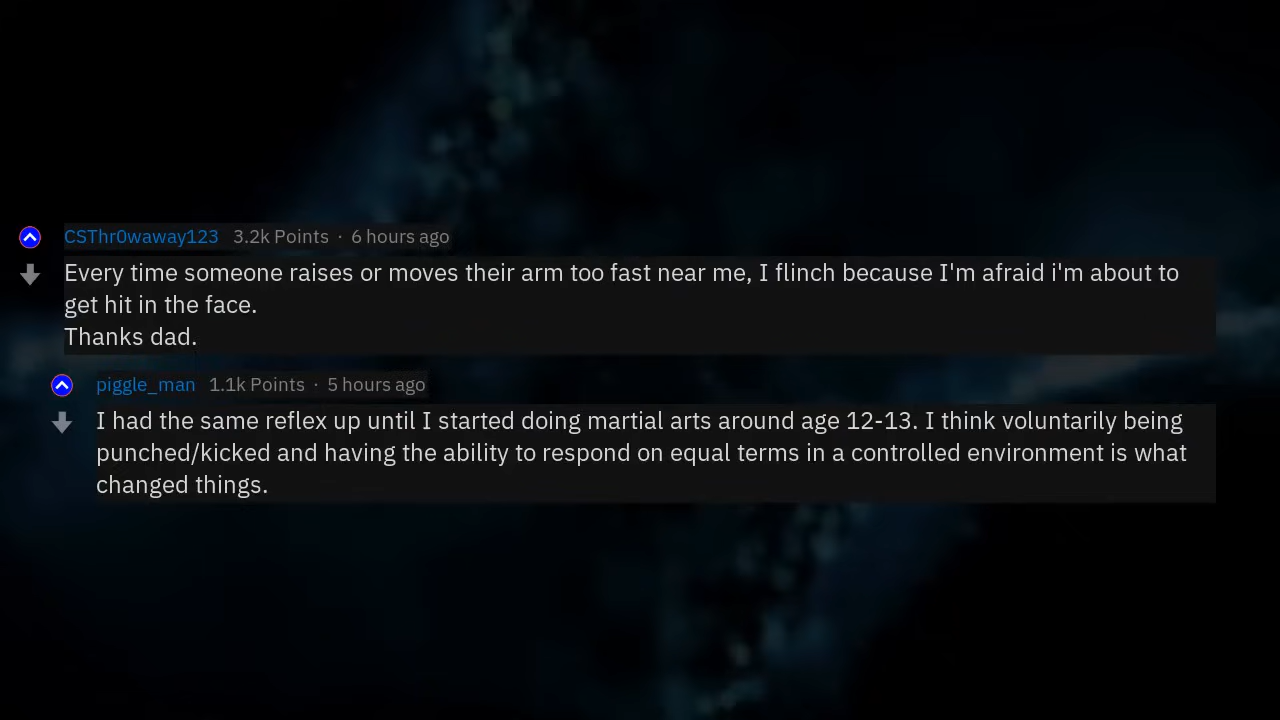 CSThr0waway123 3.2k Points · 6 hours ago
Every time someone raises or moves their arm too fast near me, I flinch because I'm afraid i'm about to
get hit in the face.
Thanks dad.
piggle_man 1.1k Points · 5 hours ago
I had the same reflex up until I started doing martial arts around age 12-13. I think voluntarily being
punched/kicked and having the ability to respond on equal terms in a controlled environment is what
changed things.